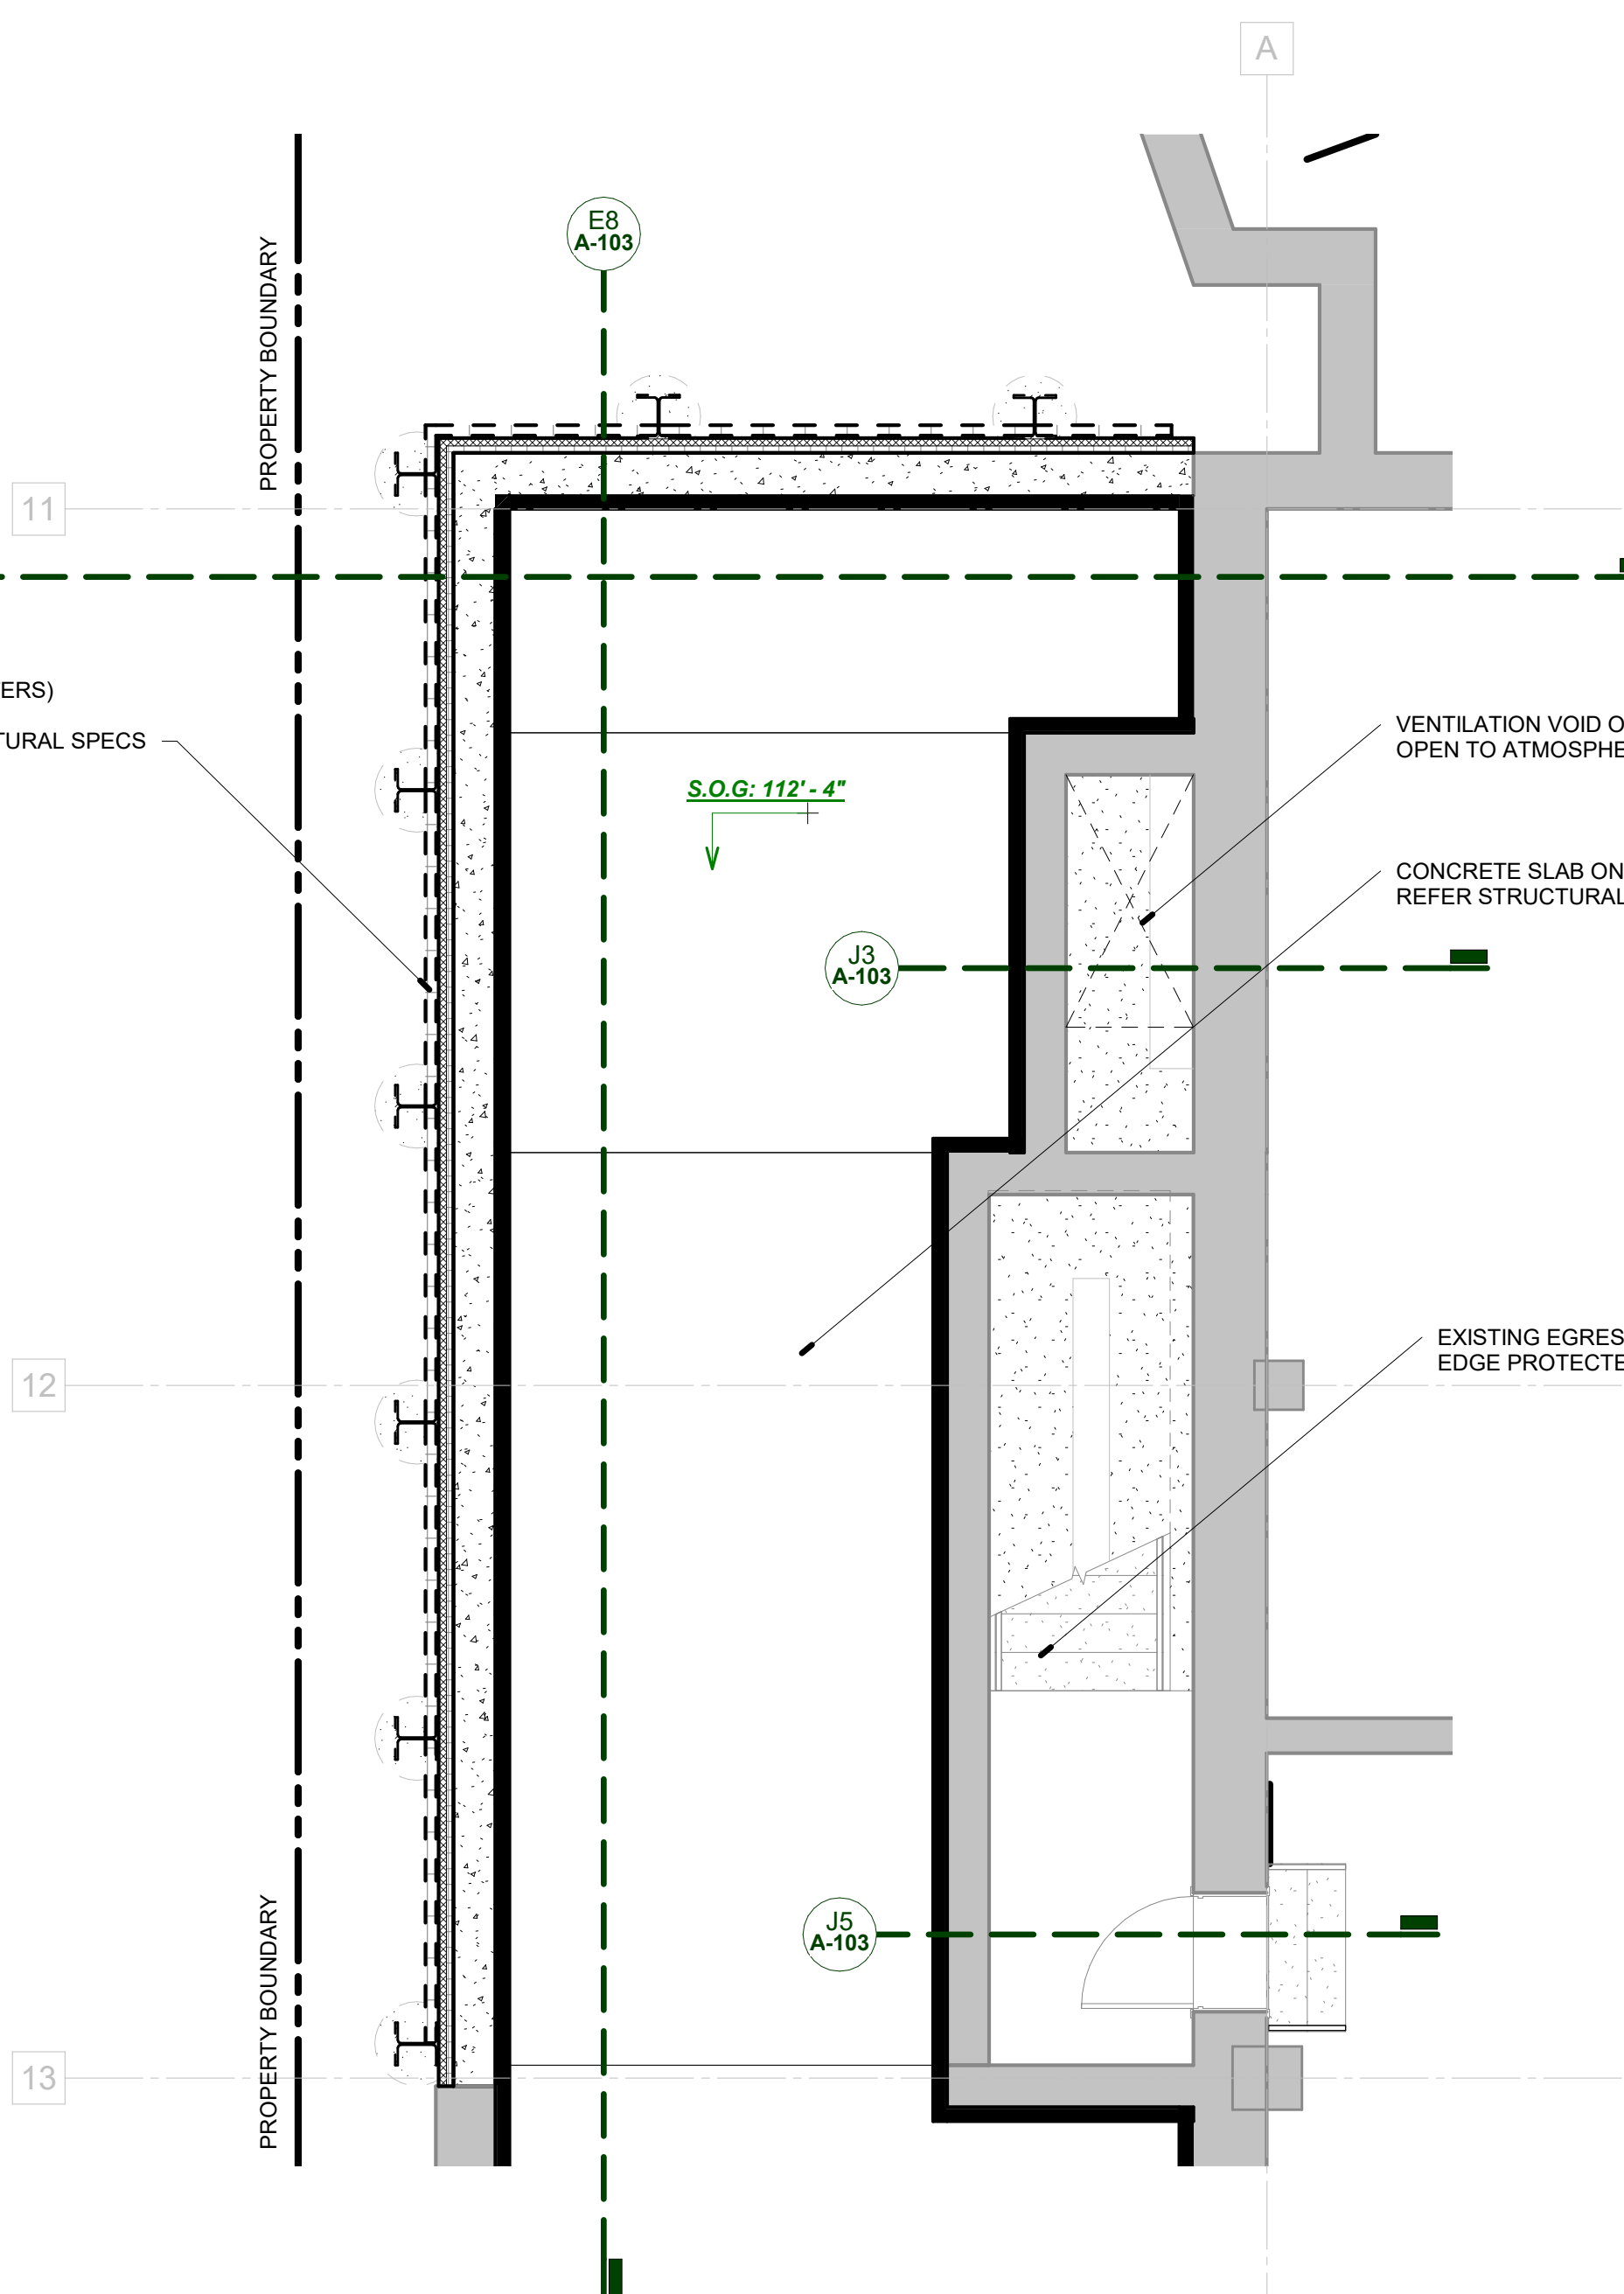 A
E8
A-103
PROPERTY BOUNDARY
11
TERS)
TURAL SPECS
VENTILATION VOID O
OPEN TO ATMOSPHE
S.O.G: 112' - 4"
CONCRETE SLAB ON
REFER STRUCTURAL
J3
A-103
EXISTING EGRES
EDGE PROTECTE
12
J5
A-103
PROPERTY BOUNDARY
13